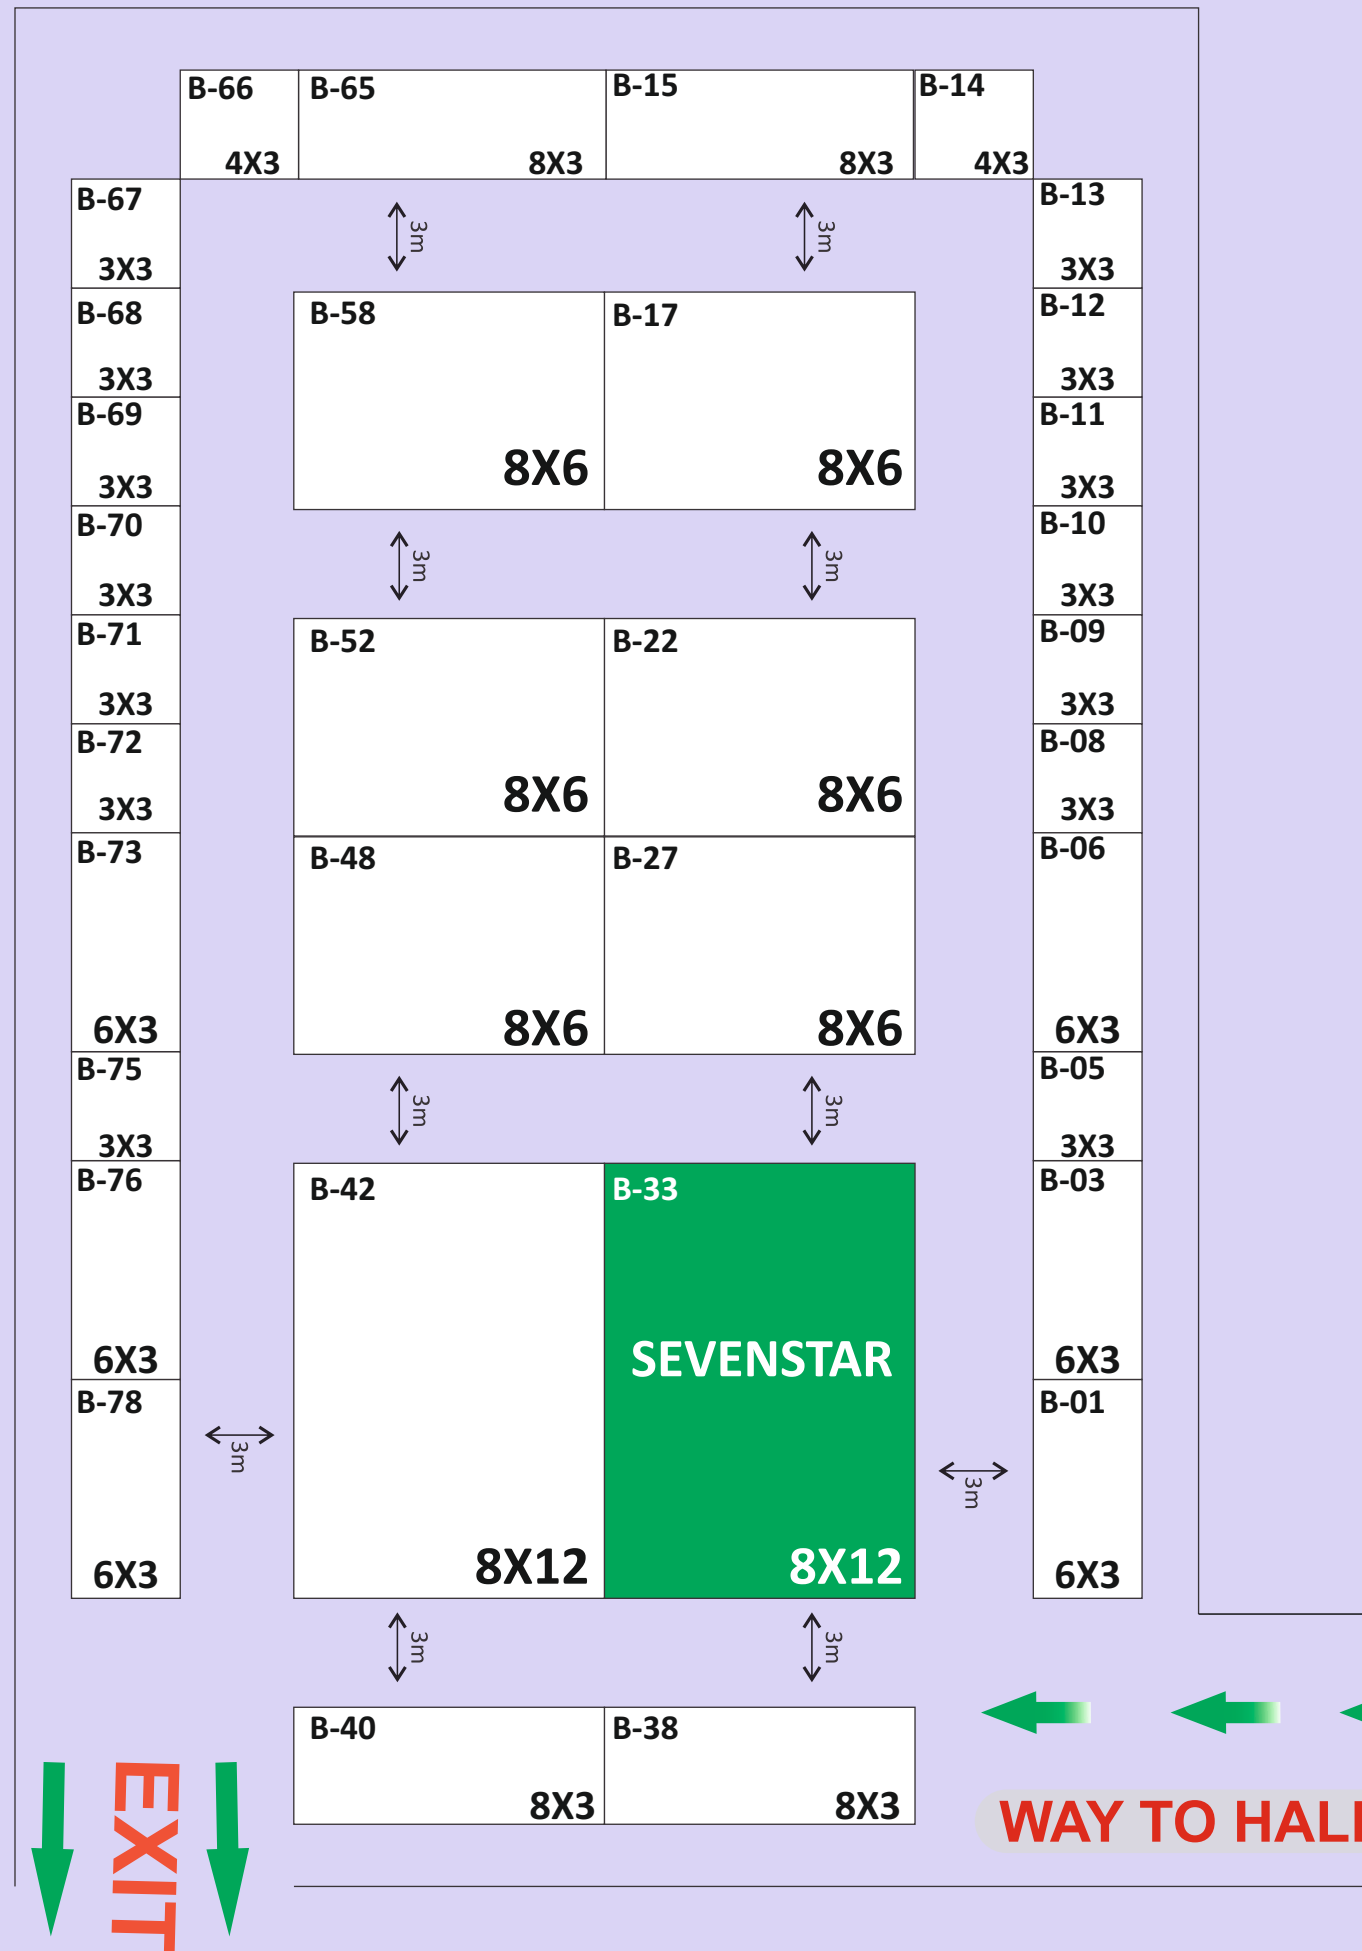 B-66
4X3
B-65
8X3
B-15
8X3
B-14
4X3
B-67
3X3
B-13
3X3
3m
3m
B-68
3X3
B-58
8X6
B-17
8X6
B-12
3X3
B-69
3X3
B-11
3X3
B-70
3X3
3m
3m
B-10
3X3
B-71
3X3
B-52
8X6
B-22
8X6
B-09
3X3
B-72
3X3
B-08
3X3
B-73
6X3
B-48
8X6
B-27
8X6
B-06
6X3
B-75
3X3
3m
3m
B-05
3X3
B-76
6X3
B-42
8X12
B-33
SEVENSTAR
8X12
B-03
6X3
B-78
6X3
3m
3m
B-01
6X3
3m
3m
B-40
8X3
B-38
8X3
EXIT
WAY TO HALL